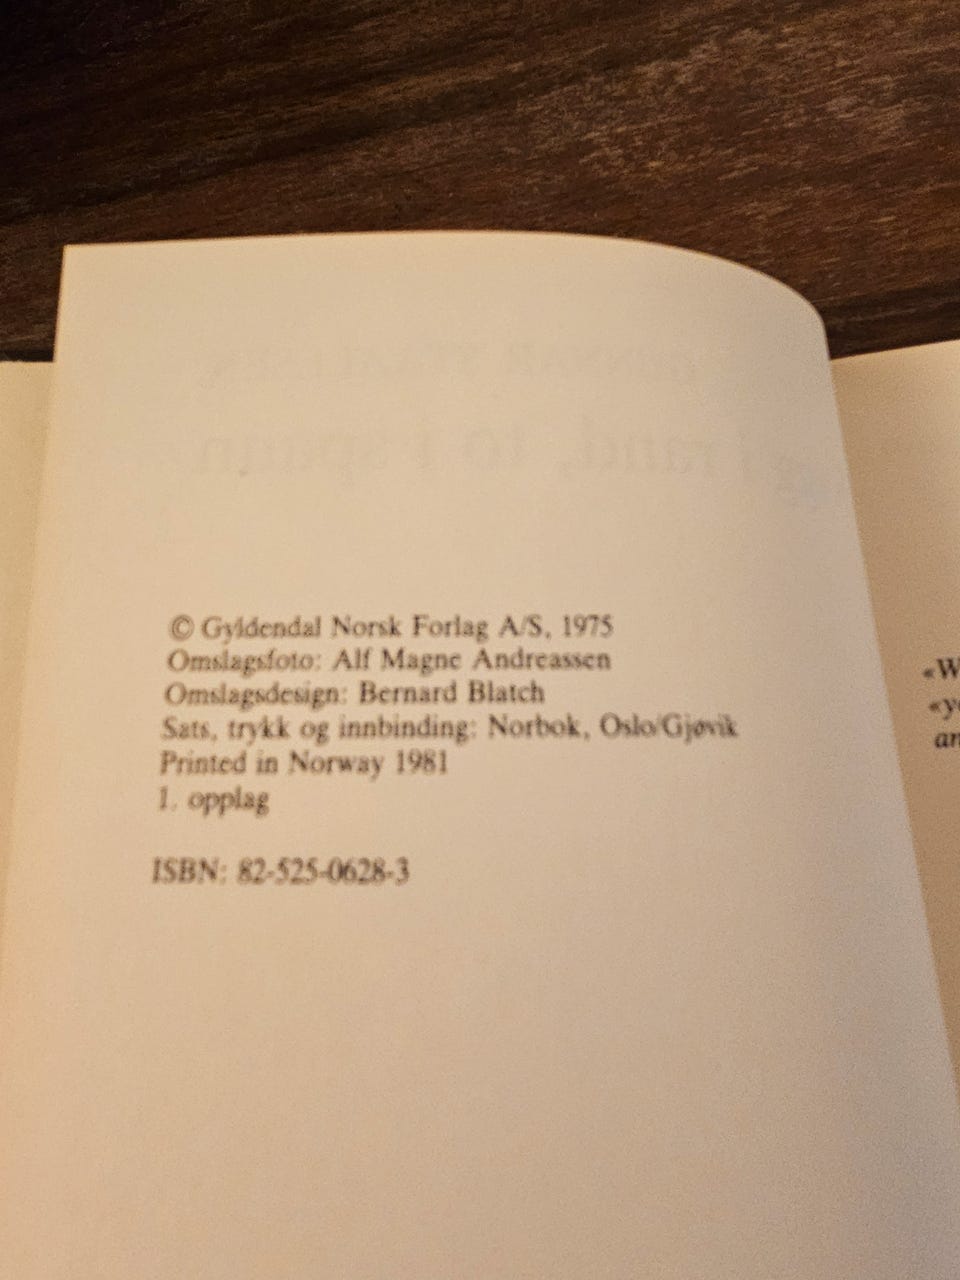 © Gyldendal Norsk Forlag A/S, 1975
Omslagsfoto: Alf Magne Andreassen
Omslagsdesign: Bernard Blatch
Sats, trykk og innbinding: Norbok, Oslo/Gjøvik
Printed in Norway 1981
1. opplag
ISBN: 82-525-0628-3